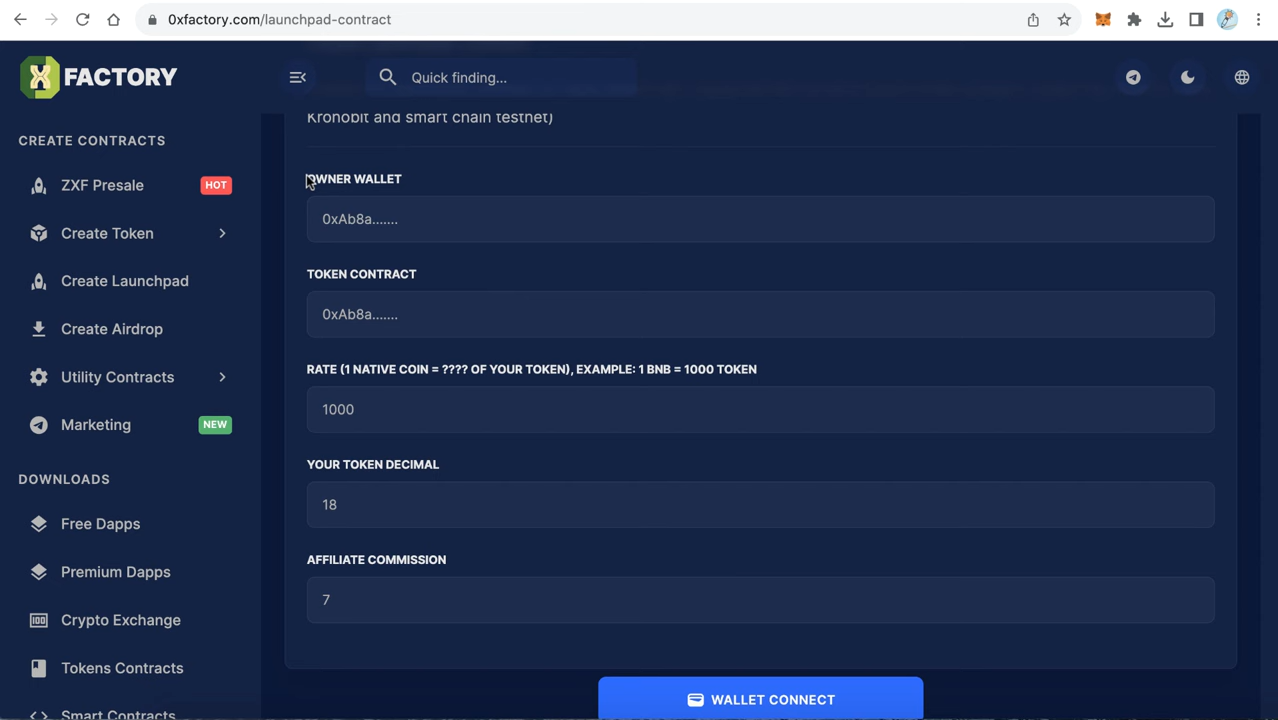 0xfactory.com/launchpad-contract
X FACTORY
Quick finding...
CREATE CONTRACTS
ZXF Presale HOT
Create Token
Create Launchpad
Create Airdrop
Utility Contracts
Marketing NEW
DOWNLOADS
Free Dapps
Premium Dapps
Crypto Exchange
Tokens Contracts
Smart Contracts
Kronobit and smart chain testnet)
OWNER WALLET
0xAb8a.......
TOKEN CONTRACT
0xAb8a.......
RATE (1 NATIVE COIN = ???? OF YOUR TOKEN), EXAMPLE: 1 BNB = 1000 TOKEN
1000
YOUR TOKEN DECIMAL
18
AFFILIATE COMMISSION
7
WALLET CONNECT